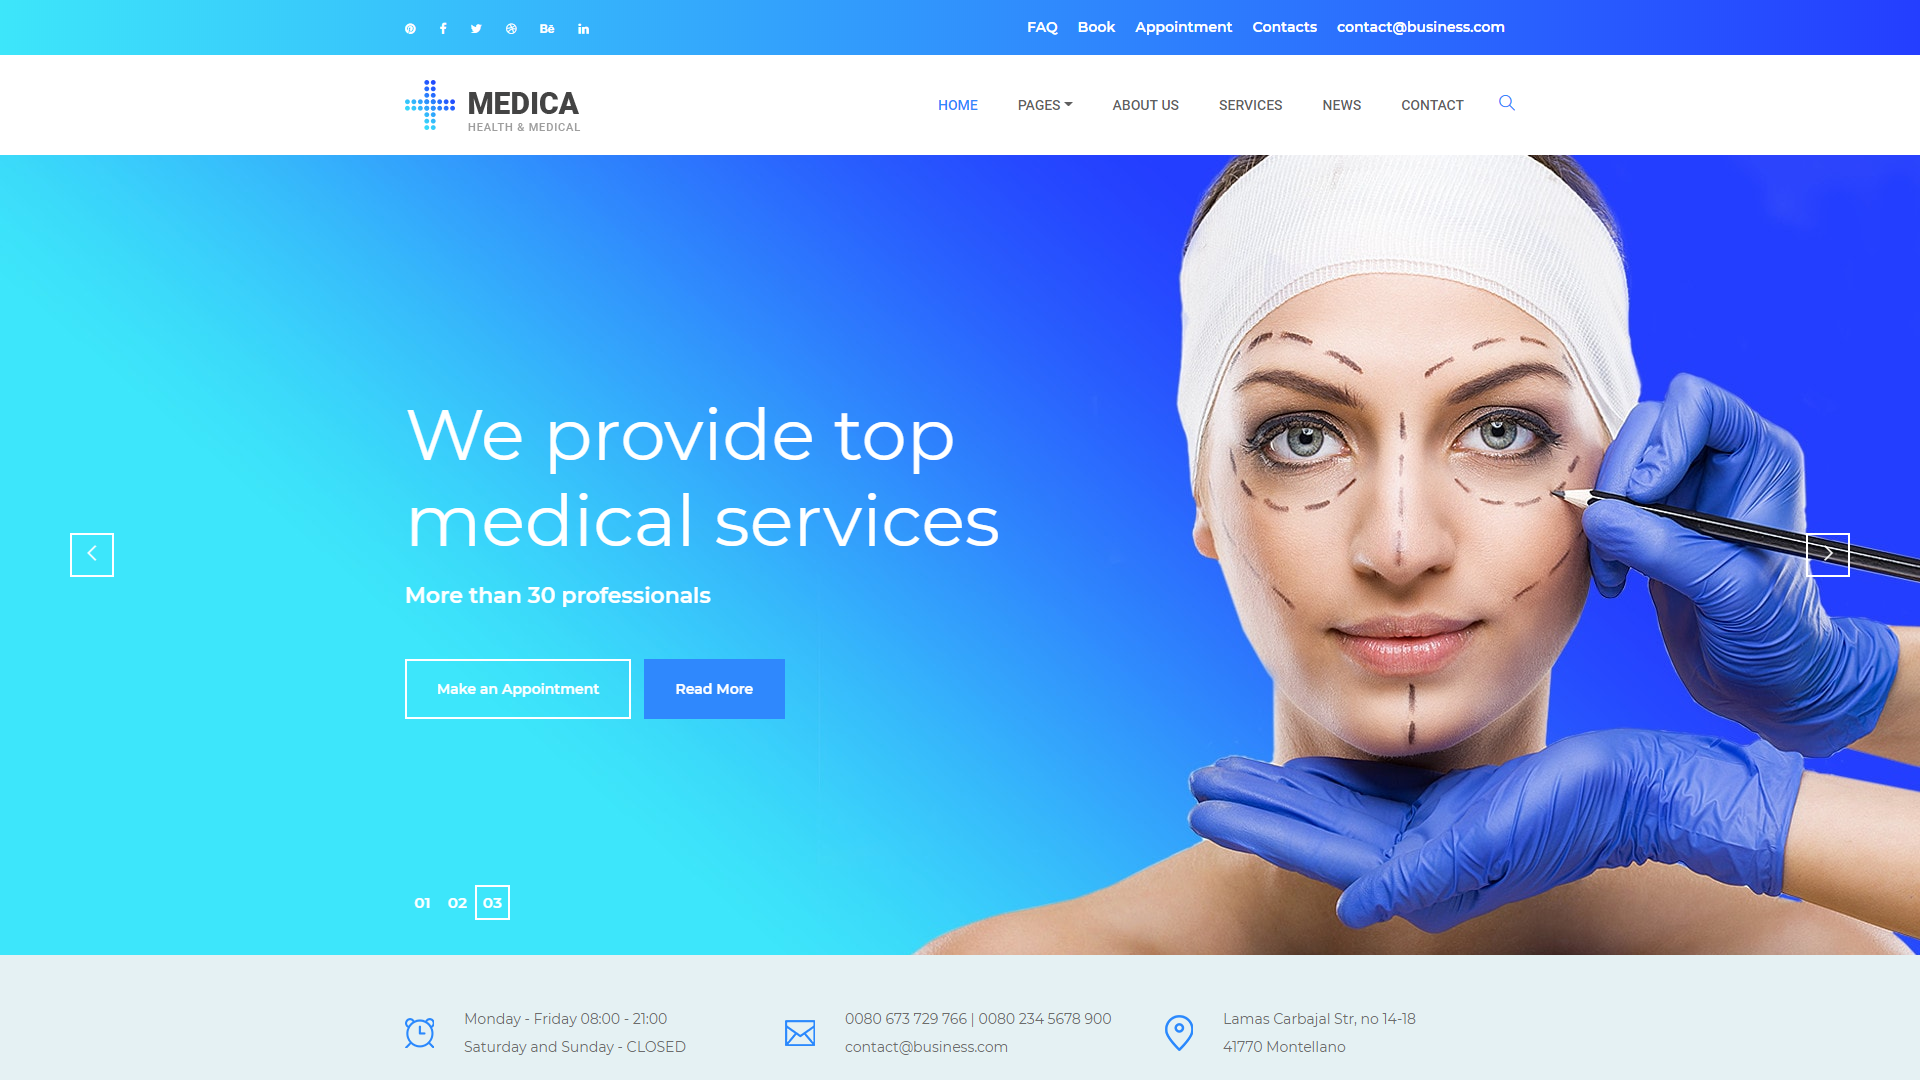 FAQ Book Appointment Contacts contact@business.com
MEDICA
HEALTH & MEDICAL
HOME PAGES ABOUT US SERVICES NEWS CONTACT
We provide top
medical services
More than 30 professionals
Make an Appointment Read More
01 02 03
Monday - Friday 08:00 - 21:00
Saturday and Sunday - CLOSED
0080 673 729 766 | 0080 234 5678 900
contact@business.com
Lamas Carbajal Str, no 14-18
41770 Montellano